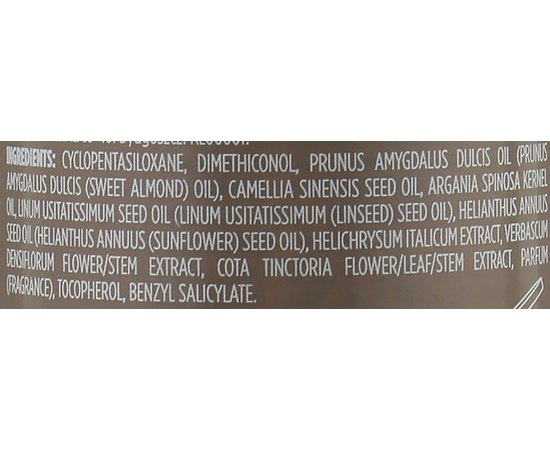 INGREDIENTS: CYCLOPENTASILOXANE, DIMETHICONOL, PRUNUS AMYGDALUS DULCIS OIL (PRUNUS
AMYGDALUS DULCIS (SWEET ALMOND) OIL), CAMELLIA SINENSIS SEED OIL, ARGANIA SPINOSA KERNEL
OIL, LINUM USITATISSIMUM SEED OIL (LINUM USITATISSIMUM (LINSEED) SEED OIL), HELIANTHUS ANNUUS
SEED OIL (HELIANTHUS ANNUUS (SUNFLOWER) SEED OIL), HELICHRYSUM ITALICUM EXTRACT, VERBASCUM
DENSIFLORUM FLOWER/STEM EXTRACT, COTA TINCTORIA FLOWER/LEAF/STEM EXTRACT, PARFUM
(FRAGRANCE), TOCOPHEROL, BENZYL SALICYLATE.